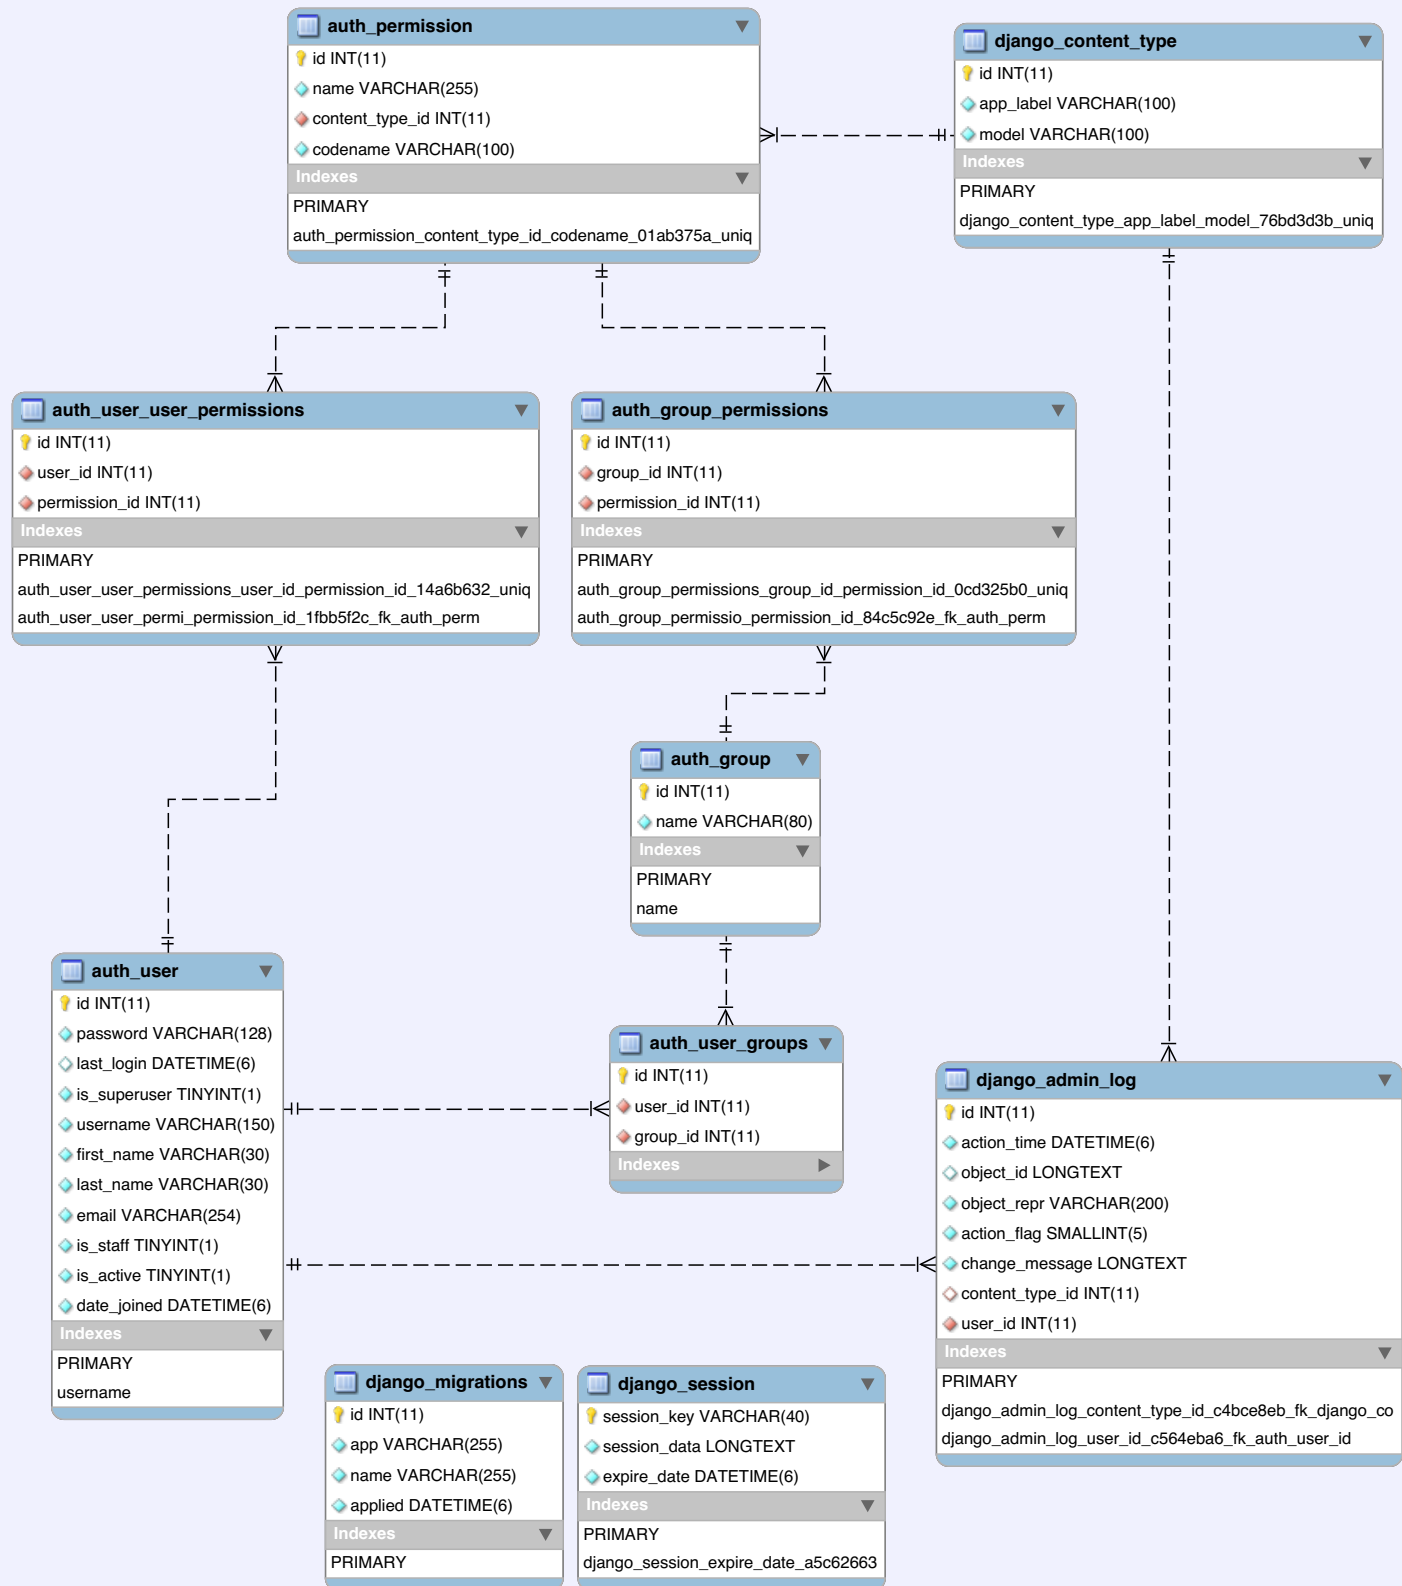 auth_permission
id INT(11)
name VARCHAR(255)
content_type_id INT(11)
codename VARCHAR(100)
Indexes
PRIMARY
auth_permission_content_type_id_codename_01ab375a_uniq
django_content_type
id INT(11)
app_label VARCHAR(100)
model VARCHAR(100)
Indexes
PRIMARY
django_content_type_app_label_model_76bd3d3b_uniq
auth_user_user_permissions
id INT(11)
user_id INT(11)
permission_id INT(11)
Indexes
PRIMARY
auth_user_user_permissions_user_id_permission_id_14a6b632_uniq
auth_user_user_permi_permission_id_1fbb5f2c_fk_auth_perm
auth_group_permissions
id INT(11)
group_id INT(11)
permission_id INT(11)
Indexes
PRIMARY
auth_group_permissions_group_id_permission_id_0cd325b0_uniq
auth_group_permissio_permission_id_84c5c92e_fk_auth_perm
auth_group
id INT(11)
name VARCHAR(80)
Indexes
PRIMARY
name
auth_user
id INT(11)
password VARCHAR(128)
last_login DATETIME(6)
is_superuser TINYINT(1)
username VARCHAR(150)
first_name VARCHAR(30)
last_name VARCHAR(30)
email VARCHAR(254)
is_staff TINYINT(1)
is_active TINYINT(1)
date_joined DATETIME(6)
Indexes
PRIMARY
username
auth_user_groups
id INT(11)
user_id INT(11)
group_id INT(11)
Indexes
django_admin_log
id INT(11)
action_time DATETIME(6)
object_id LONGTEXT
object_repr VARCHAR(200)
action_flag SMALLINT(5)
change_message LONGTEXT
content_type_id INT(11)
user_id INT(11)
Indexes
PRIMARY
django_admin_log_content_type_id_c4bce8eb_fk_django_co
django_admin_log_user_id_c564eba6_fk_auth_user_id
django_migrations
id INT(11)
app VARCHAR(255)
name VARCHAR(255)
applied DATETIME(6)
Indexes
PRIMARY
django_session
session_key VARCHAR(40)
session_data LONGTEXT
expire_date DATETIME(6)
Indexes
PRIMARY
django_session_expire_date_a5c62663